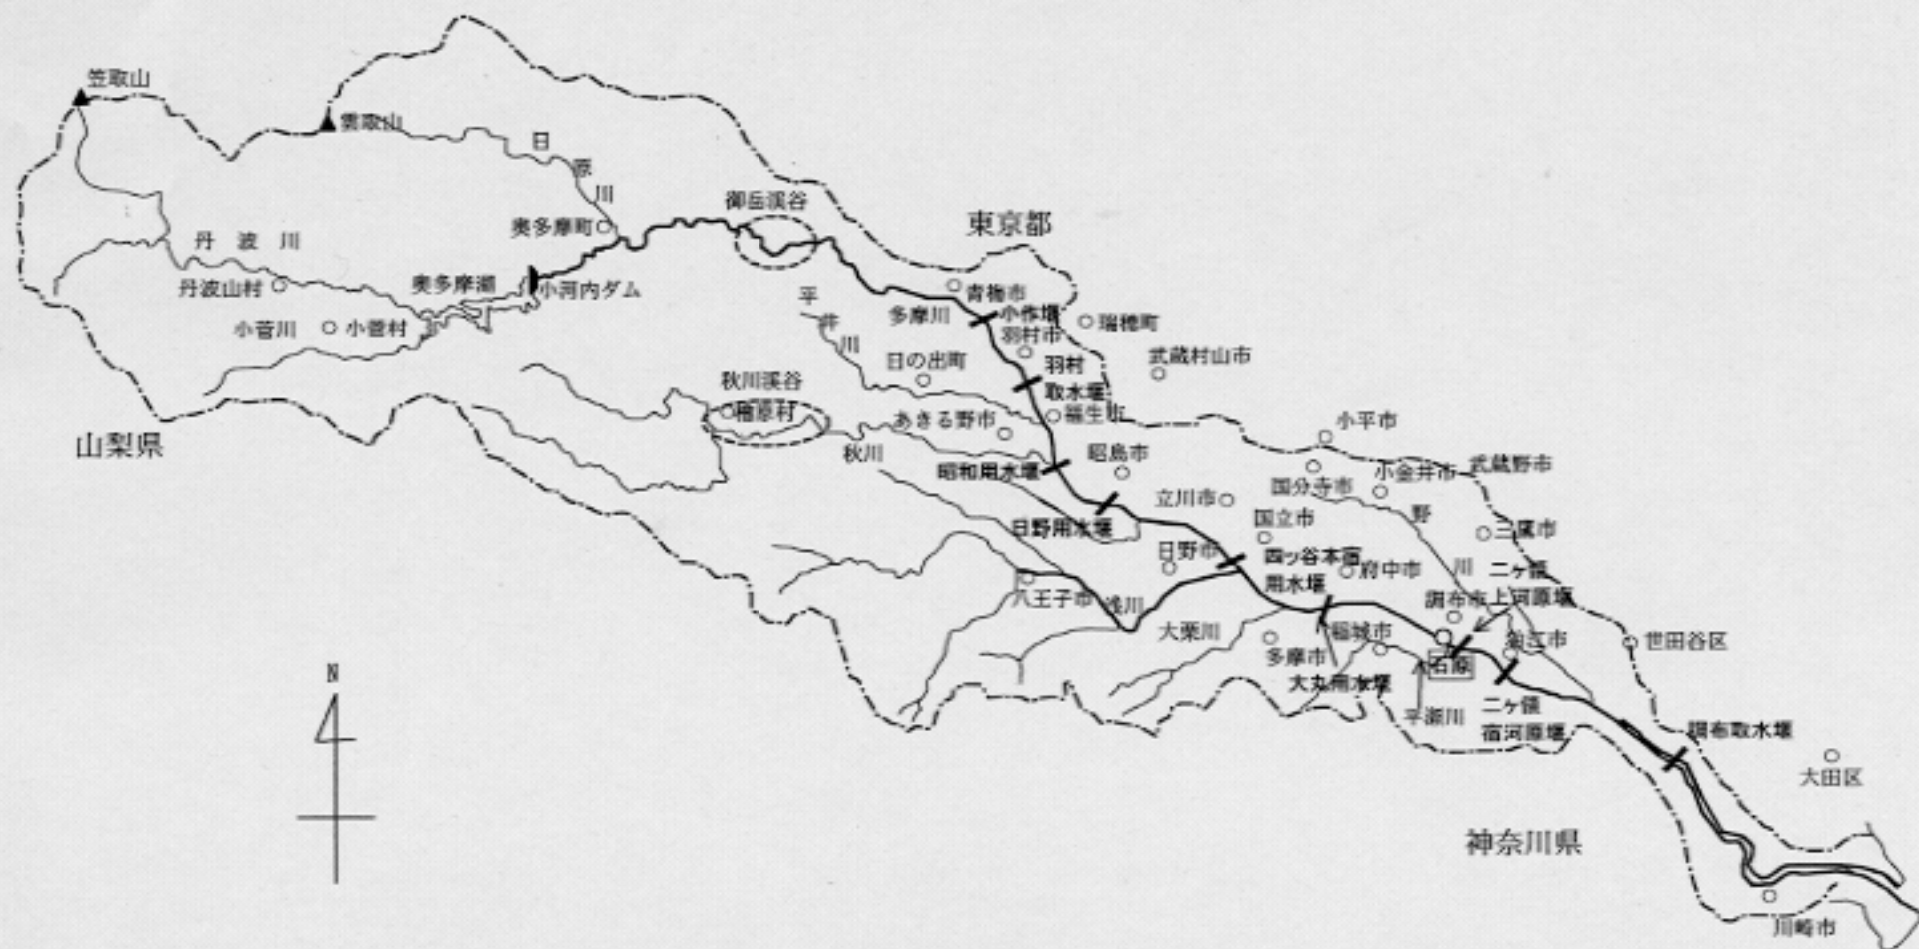 笠取山
雲取山
日原川
御岳渓谷
東京都
奥多摩町
丹波川
丹波山村
奥多摩湖
小河内ダム
青梅市
平井川
多摩川
小作堰
瑞穂町
小菅川
小菅村
羽村市
日の出町
羽村
取水堰
武蔵村山市
秋川渓谷
檜原村
あきる野市
福生市
小平市
山梨県
秋川
昭和用水堰
昭島市
小金井市
武蔵野市
国分寺市
立川市
日野用水堰
国立市
野川
三鷹市
日野市
四ッ谷本宿
用水堰
府中市
二ヶ領
上河原堰
八王子市
浅川
調布市
大栗川
稲城市
狛江市
世田谷区
多摩市
石原
大丸用水堰
平瀬川
二ヶ領
宿河原堰
調布取水堰
大田区
N
神奈川県
川崎市